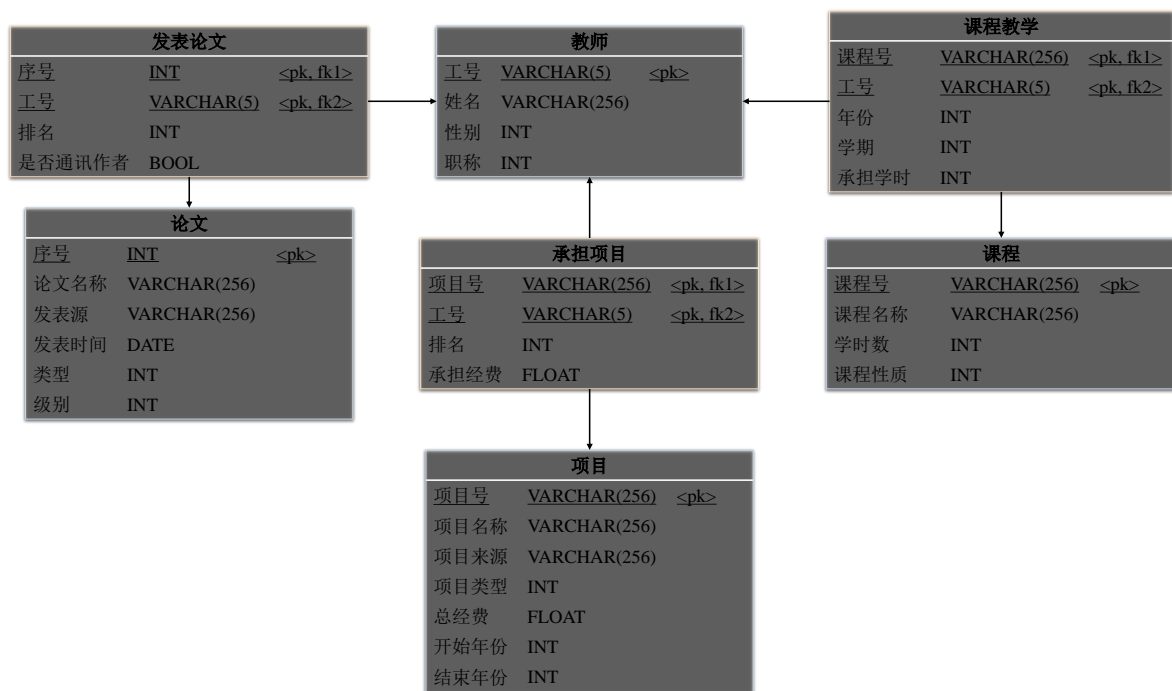 发表论文
序号 INT <pk, fk1>
工号 VARCHAR(5) <pk, fk2>
排名 INT
是否通讯作者 BOOL
教师
工号 VARCHAR(5) <pk>
姓名 VARCHAR(256)
性别 INT
职称 INT
课程教学
课程号 VARCHAR(256) <pk, fk1>
工号 VARCHAR(5) <pk, fk2>
年份 INT
学期 INT
承担学时 INT
论文
序号 INT <pk>
论文名称 VARCHAR(256)
发表源 VARCHAR(256)
发表时间 DATE
类型 INT
级别 INT
承担项目
项目号 VARCHAR(256) <pk, fk1>
工号 VARCHAR(5) <pk, fk2>
排名 INT
承担经费 FLOAT
课程
课程号 VARCHAR(256) <pk>
课程名称 VARCHAR(256)
学时数 INT
课程性质 INT
项目
项目号 VARCHAR(256) <pk>
项目名称 VARCHAR(256)
项目来源 VARCHAR(256)
项目类型 INT
总经费 FLOAT
开始年份 INT
结束年份 INT